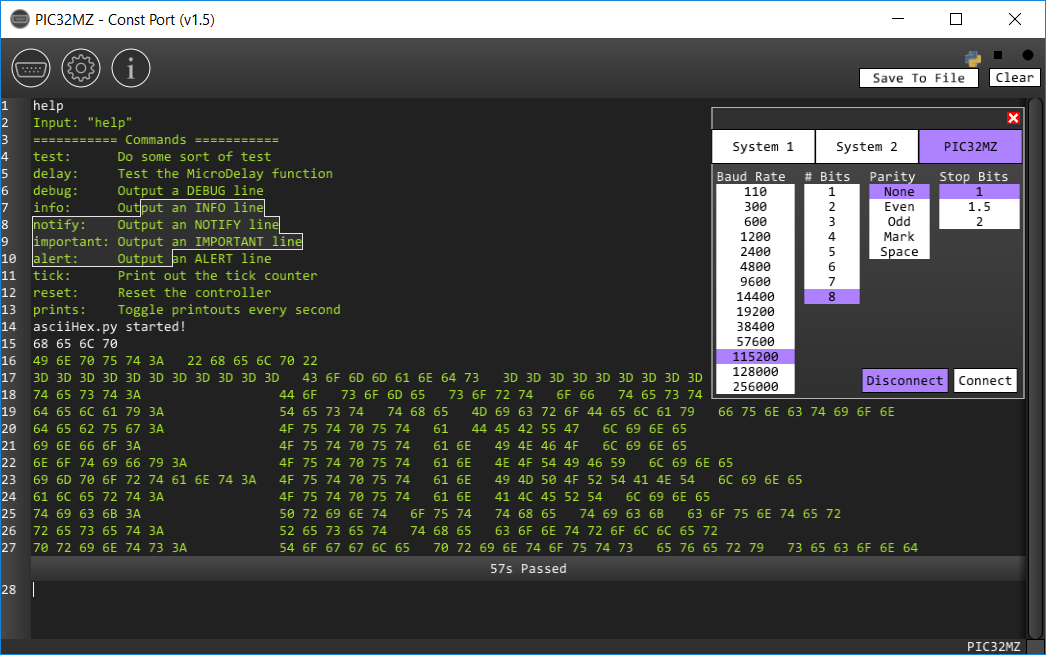 PIC32MZ - Const Port (v1.5)
Save To File
Clear
1 help
2 Input: "help"
3 =========== Commands ===========
4 test:      Do some sort of test
5 delay:     Test the MicroDelay function
6 debug:     Output a DEBUG line
7 info:      Output an INFO line
8 notify:    Output an NOTIFY line
9 important: Output an IMPORTANT line
10 alert:     Output an ALERT line
11 tick:      Print out the tick counter
12 reset:     Reset the controller
13 prints:    Toggle printouts every second
14 asciiHex.py started!
15 68 65 6C 70
16 49 6E 70 75 74 3A   22 68 65 6C 70 22
17 3D 3D 3D 3D 3D 3D 3D 3D 3D 3D 3D   43 6F 6D 6D 61 6E 64 73   3D 3D 3D 3D 3D 3D 3D 3D 3D
18 74 65 73 74 3A                  44 6F   73 6F 6D 65   73 6F 72 74   6F 66   74 65 73 74
19 64 65 6C 61 79 3A               54 65 73 74   74 68 65   4D 69 63 72 6F 44 65 6C 61 79   66 75 6E 63 74 69 6F 6E
20 64 65 62 75 67 3A               4F 75 74 70 75 74   61   44 45 42 55 47   6C 69 6E 65
21 69 6E 66 6F 3A                  4F 75 74 70 75 74   61 6E   49 4E 46 4F   6C 69 6E 65
22 6E 6F 74 69 66 79 3A            4F 75 74 70 75 74   61 6E   4E 4F 54 49 46 59   6C 69 6E 65
23 69 6D 70 6F 72 74 61 6E 74 3A   4F 75 74 70 75 74   61 6E   49 4D 50 4F 52 54 41 4E 54   6C 69 6E 65
24 61 6C 65 72 74 3A               4F 75 74 70 75 74   61 6E   41 4C 45 52 54   6C 69 6E 65
25 74 69 63 6B 3A                  50 72 69 6E 74   6F 75 74   74 68 65   74 69 63 6B   63 6F 75 6E 74 65 72
26 72 65 73 65 74 3A               52 65 73 65 74   74 68 65   63 6F 6E 74 72 6F 6C 6C 65 72
27 70 72 69 6E 74 73 3A            54 6F 67 67 6C 65   70 72 69 6E 74 6F 75 74 73   65 76 65 72 79   73 65 63 6F 6E 64
57s Passed
28
System 1 System 2 PIC32MZ
Baud Rate # Bits Parity Stop Bits
110 1 None 1
300 2 Even 1.5
600 3 Odd 2
1200 4 Mark
2400 5 Space
4800 6
9600 7
14400 8
19200
38400
57600
115200
128000
256000
Disconnect Connect
PIC32MZ